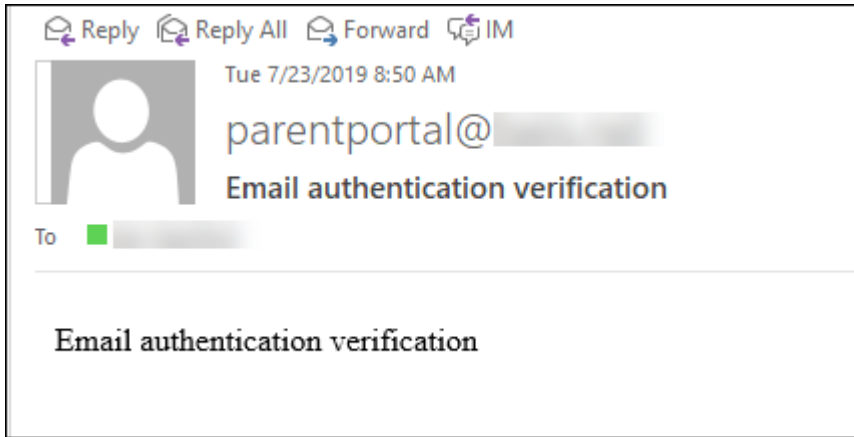 Reply Reply All Forward IM
Tue 7/23/2019 8:50 AM
parentportal@
Email authentication verification
To
Email authentication verification